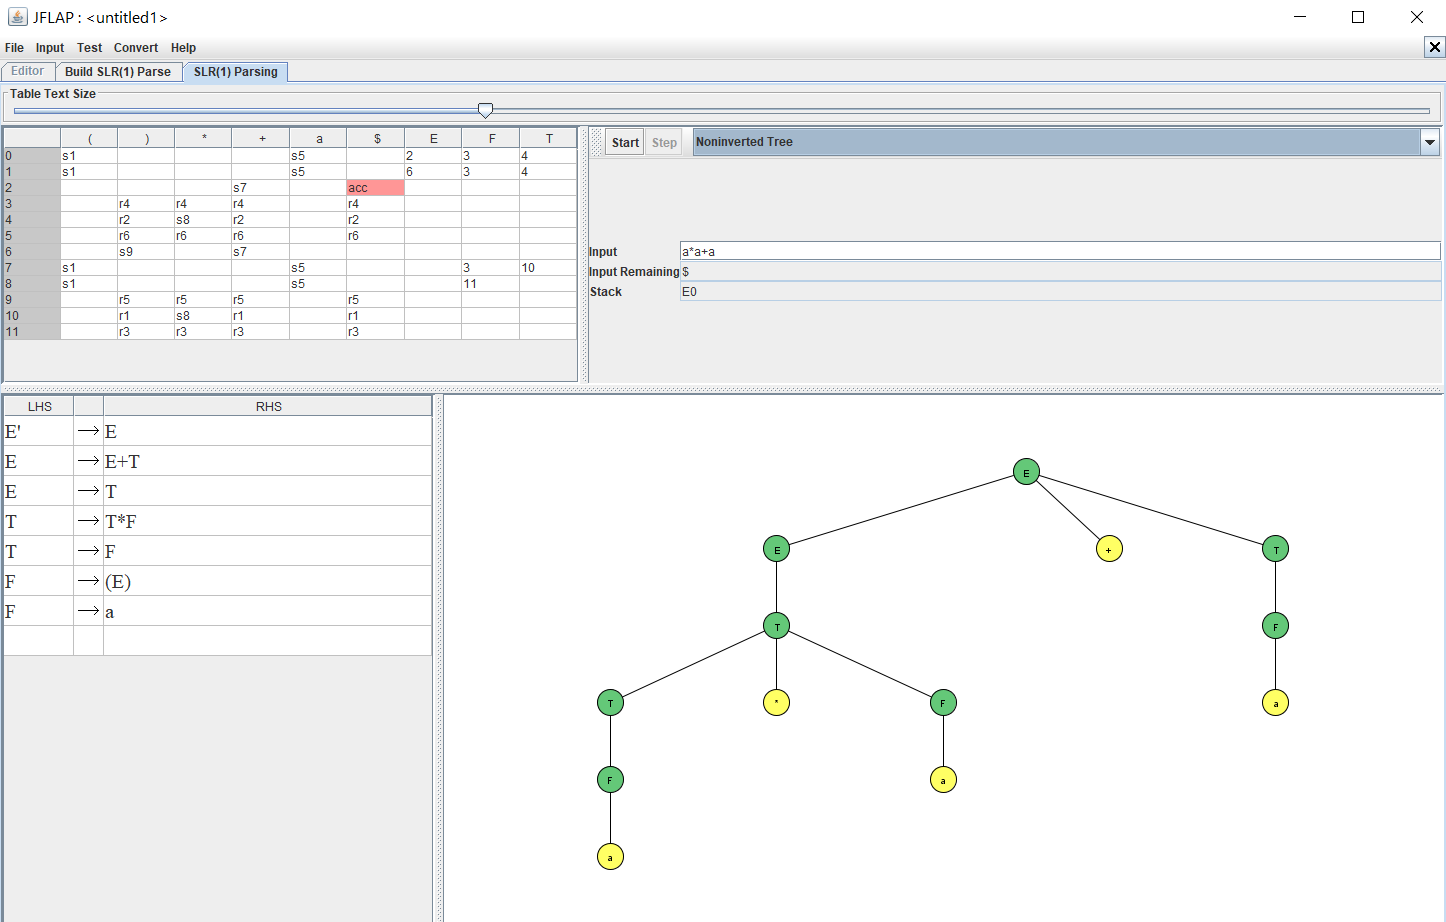 JFLAP : <untitled1>
File Input Test Convert Help
Editor Build SLR(1) Parse SLR(1) Parsing
Table Text Size
( ) * + a $ E F T
0 s1 s5 2 3 4
1 s1 s5 6 3 4
2 s7 acc
3 r4 r4 r4 r4
4 r2 s8 r2 r2
5 r6 r6 r6 r6
6 s9 s7
7 s1 s5 3 10
8 s1 s5 11
9 r5 r5 r5 r5
10 r1 s8 r1 r1
11 r3 r3 r3 r3
Start Step Noninverted Tree
Input a*a+a
Input Remaining $
Stack E0
LHS RHS
E' → E
E → E+T
E → T
T → T*F
T → F
F → (E)
F → a
E
E + T
T F
T * F a
F a
a